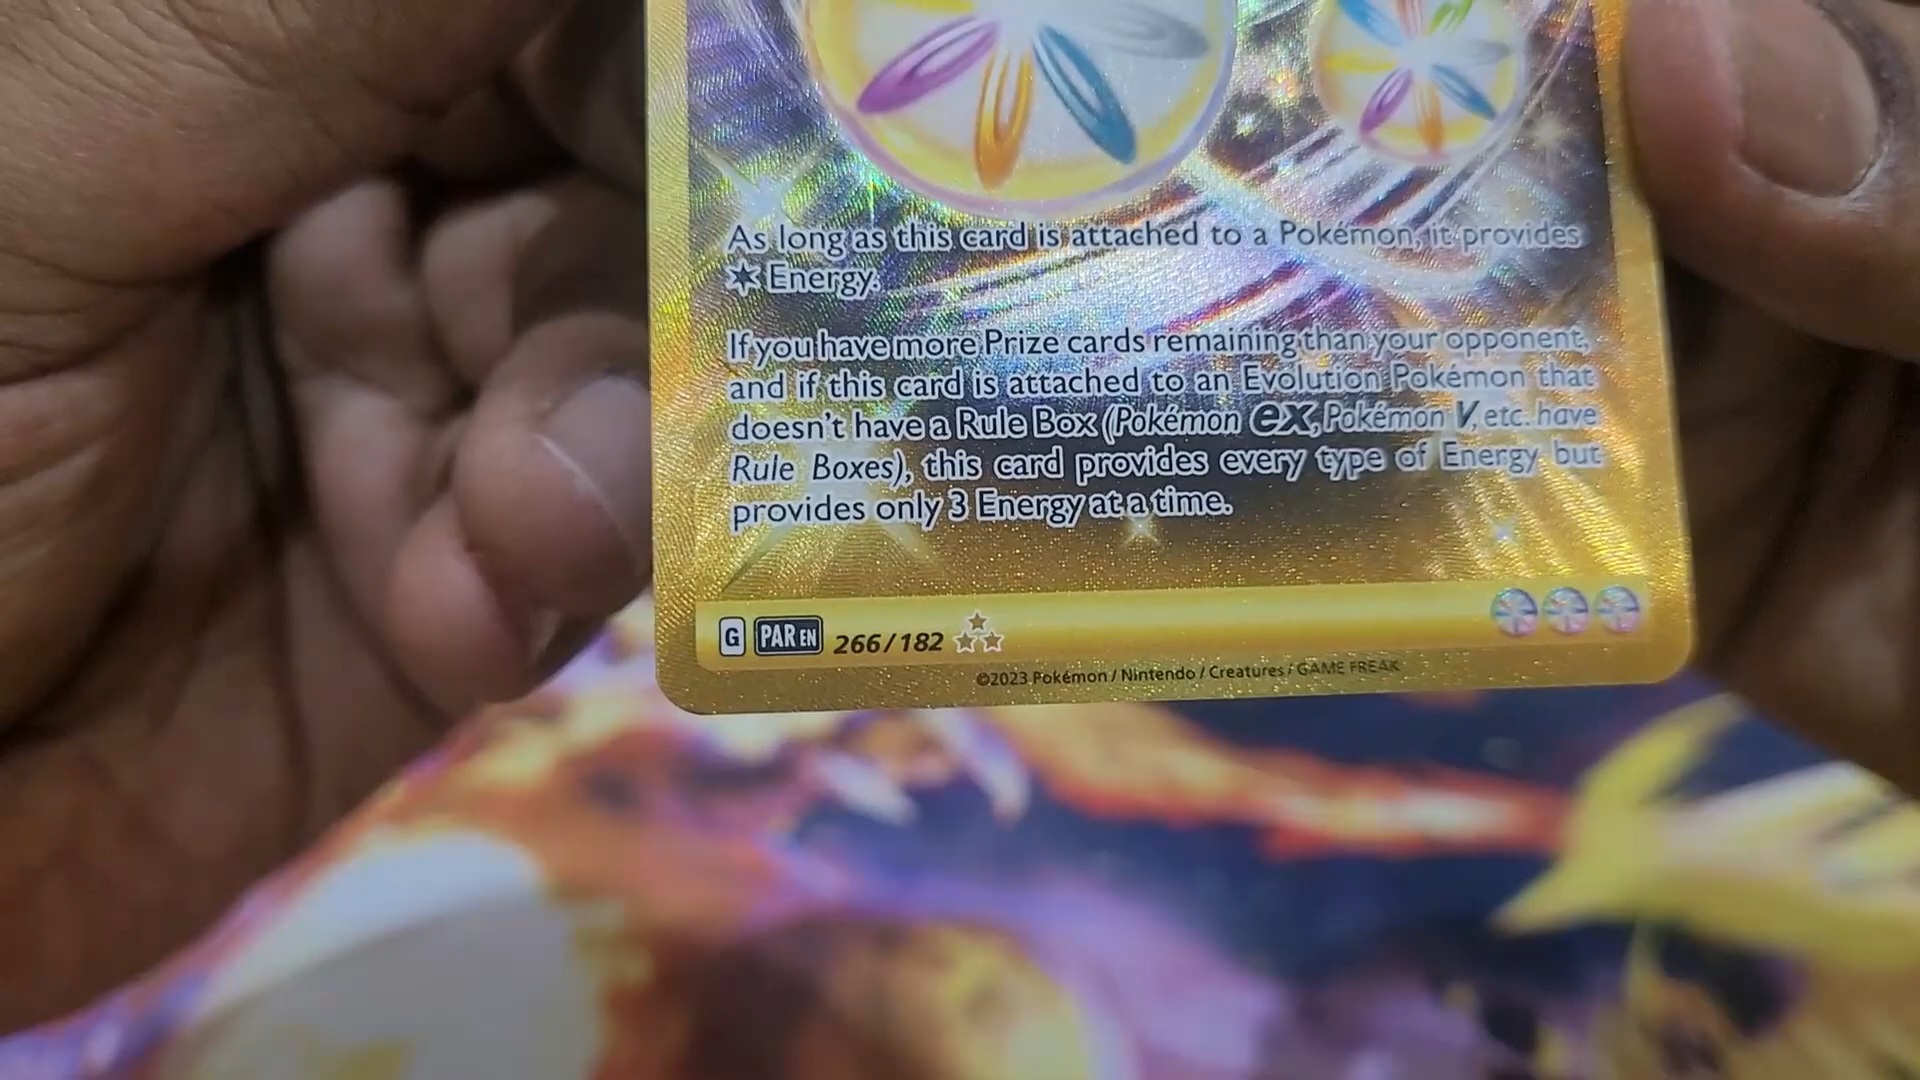 As long as this card is attached to a Pokémon, it provides
Energy.
If you have more Prize cards remaining than your opponent,
and if this card is attached to an Evolution Pokémon that
doesn't have a Rule Box (Pokémon ex, Pokémon V, etc. have
Rule Boxes), this card provides every type of Energy but
provides only 3 Energy at a time.
G PAR EN 266/182
©2023 Pokémon / Nintendo / Creatures / GAME FREAK